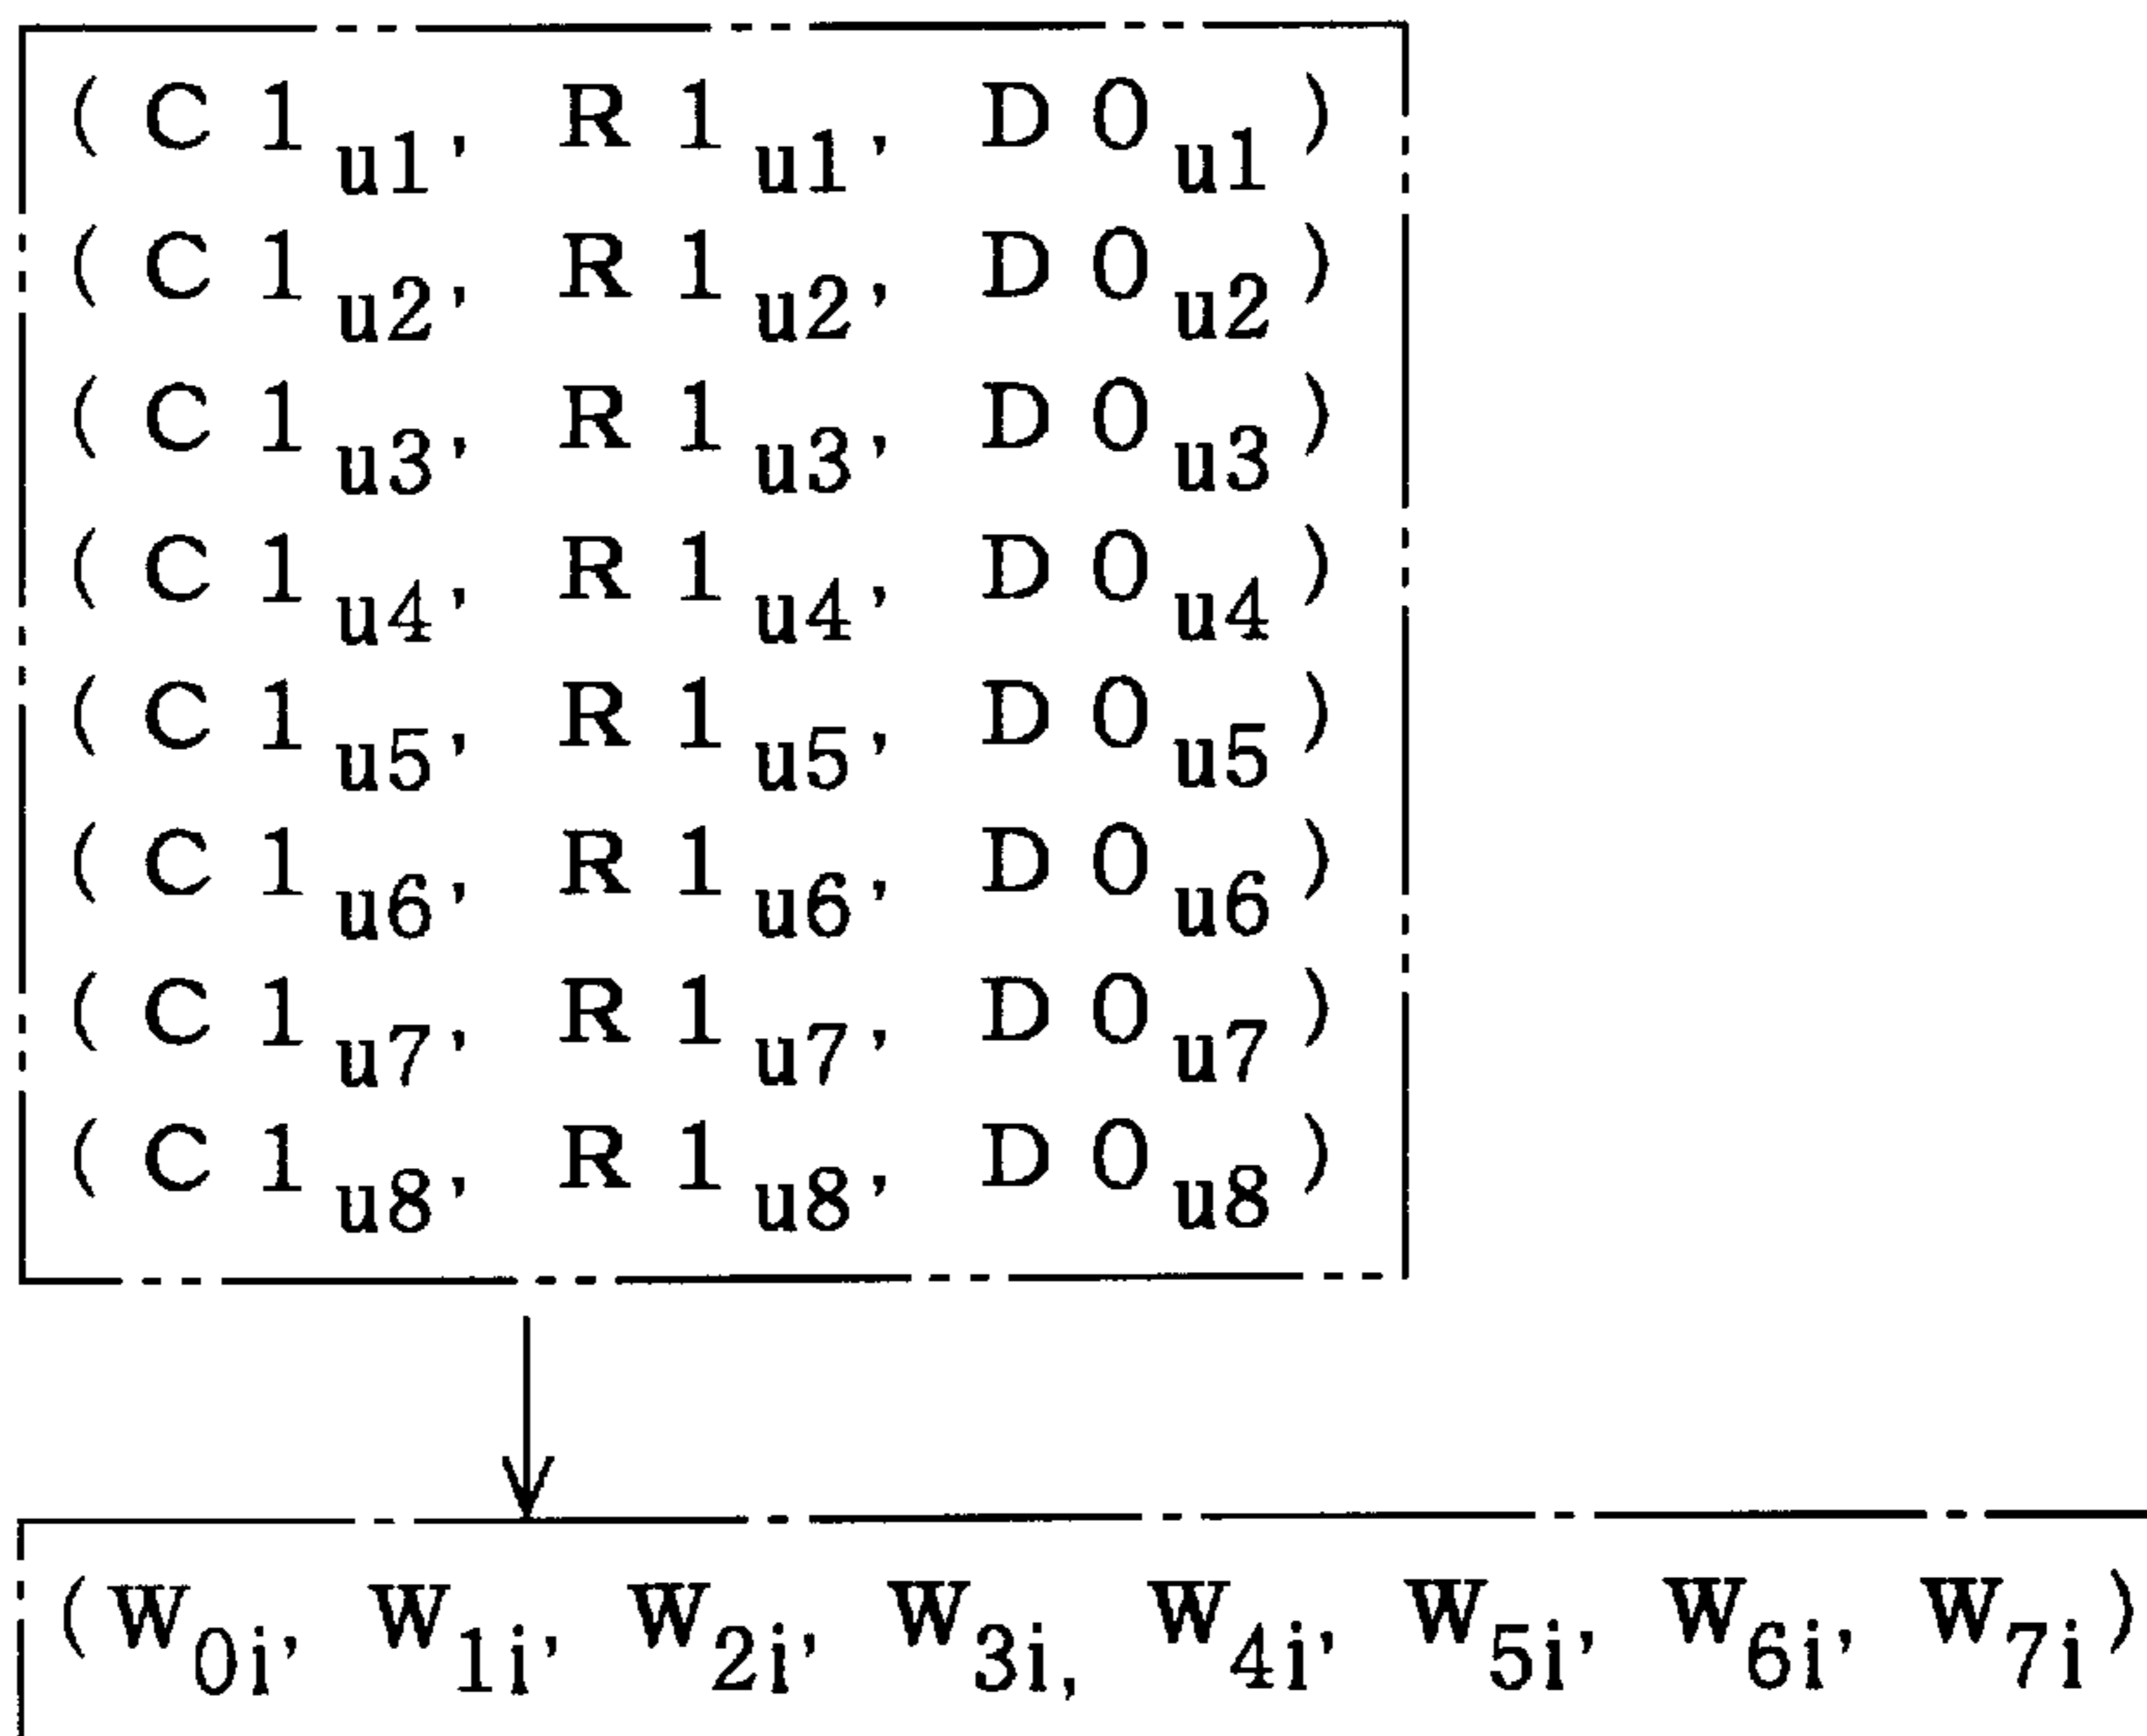 (C1u1, R1u1, D0u1)
(C1u2, R1u2, D0u2)
(C1u3, R1u3, D0u3)
(C1u4, R1u4, D0u4)
(C1u5, R1u5, D0u5)
(C1u6, R1u6, D0u6)
(C1u7, R1u7, D0u7)
(C1u8, R1u8, D0u8)
(W0i, W1i, W2i, W3i, W4i, W5i, W6i, W7i)